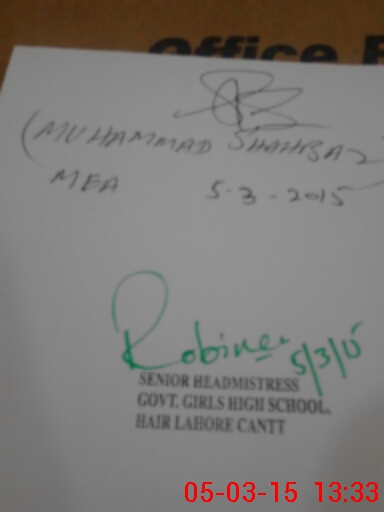 Office
(MUHAMMAD SHAHBAZ
MEA 5-3-2015
Robina 5/3/15
SENIOR HEADMISTRESS
GOVT. GIRLS HIGH SCHOOL,
HAIR LAHORE CANTT
05-03-15 13:33